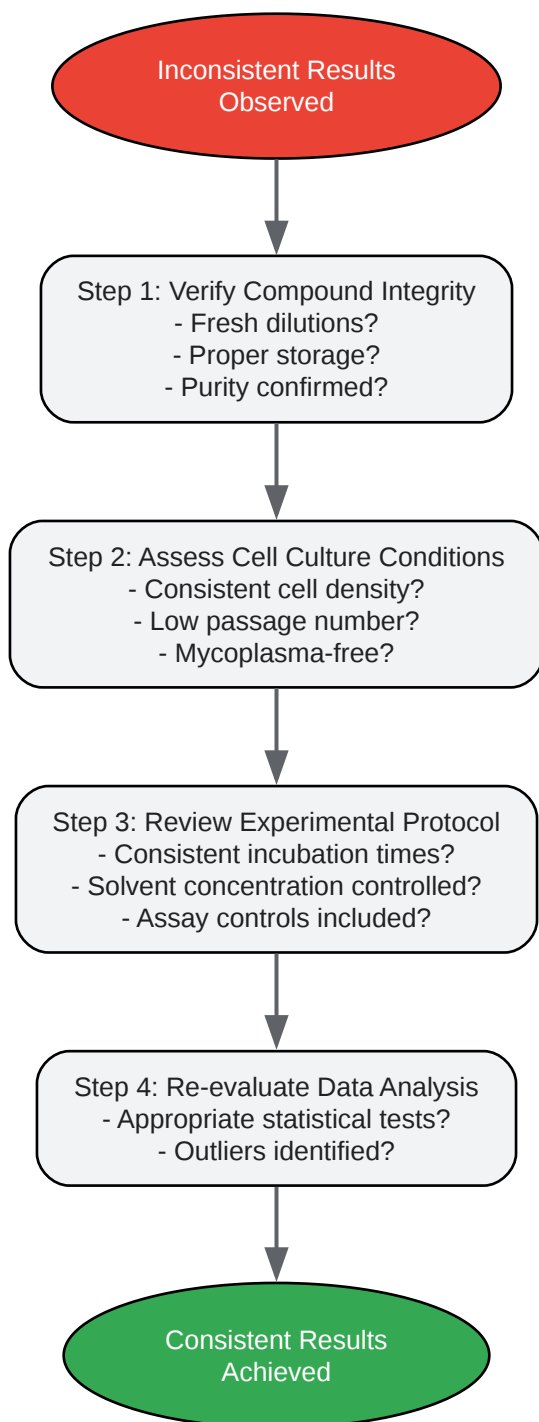 Inconsistent Results
Observed
Step 1: Verify Compound Integrity
- Fresh dilutions?
- Proper storage?
- Purity confirmed?
Step 2: Assess Cell Culture Conditions
- Consistent cell density?
- Low passage number?
- Mycoplasma-free?
Step 3: Review Experimental Protocol
- Consistent incubation times?
- Solvent concentration controlled?
- Assay controls included?
Step 4: Re-evaluate Data Analysis
- Appropriate statistical tests?
- Outliers identified?
Consistent Results
Achieved